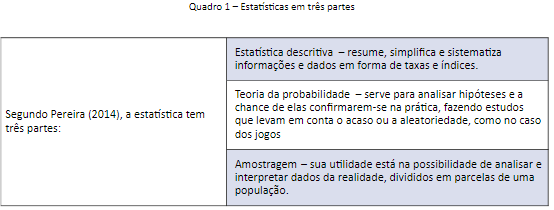 Quadro 1 – Estatísticas em três partes
Segundo Pereira (2014), a estatística tem
três partes:
Estatística descritiva – resume, simplifica e sistematiza
informações e dados em forma de taxas e índices.
Teoria da probabilidade – serve para analisar hipóteses e a
chance de elas confirmarem-se na prática, fazendo estudos
que levam em conta o acaso ou a aleatoriedade, como no caso
dos jogos
Amostragem – sua utilidade está na possibilidade de analisar e
interpretar dados da realidade, divididos em parcelas de uma
população.